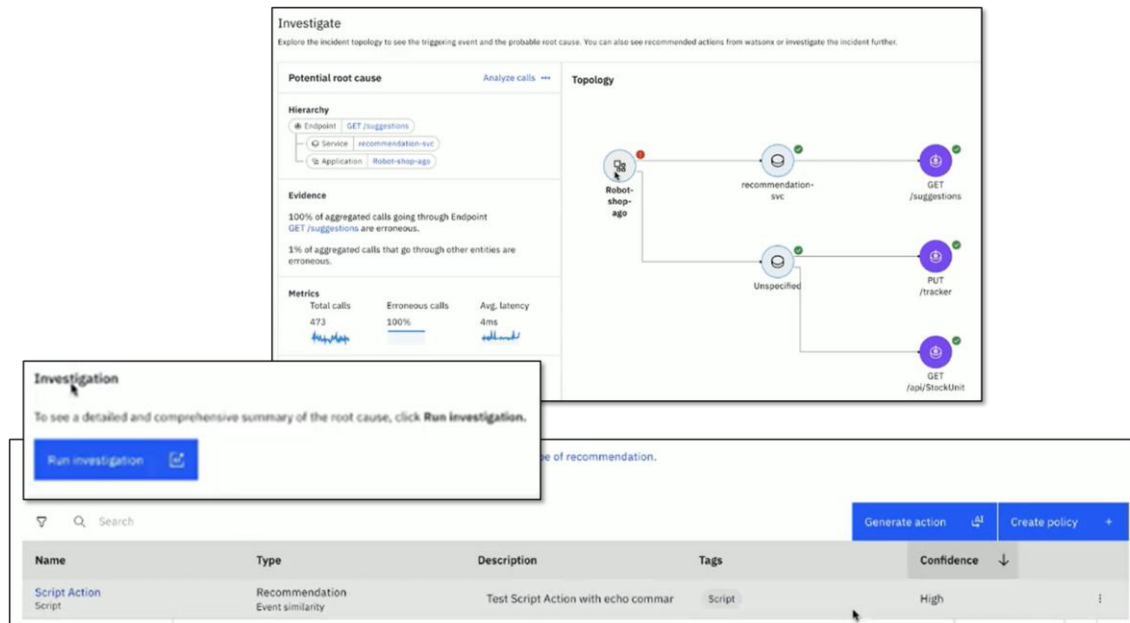 Investigate
Explore the incident topology to see the triggering event and the probable root cause. You can also see recommended actions from watsonx or investigate the incident further.
Potential root cause
Analyze calls
Hierarchy
Endpoint GET /suggestions
Service recommendation-svc
Application Robot-shop-ago
Evidence
100% of aggregated calls going through Endpoint
GET /suggestions are erroneous.
1% of aggregated calls that go through other entities are
erroneous.
Metrics
Total calls Erroneous calls Avg. latency
473 100% 4ms
Topology
Robot-
shop-
ago
recommendation-
svc
GET
/suggestions
Unspecified
PUT
/tracker
GET
/api/StockUnit
Investigation
To see a detailed and comprehensive summary of the root cause, click Run investigation.
Run investigation
of recommendation.
Search
Generate action AI Create policy +
Name Type Description Tags Confidence
Script Action Recommendation Test Script Action with echo commar Script High
Script Event similarity